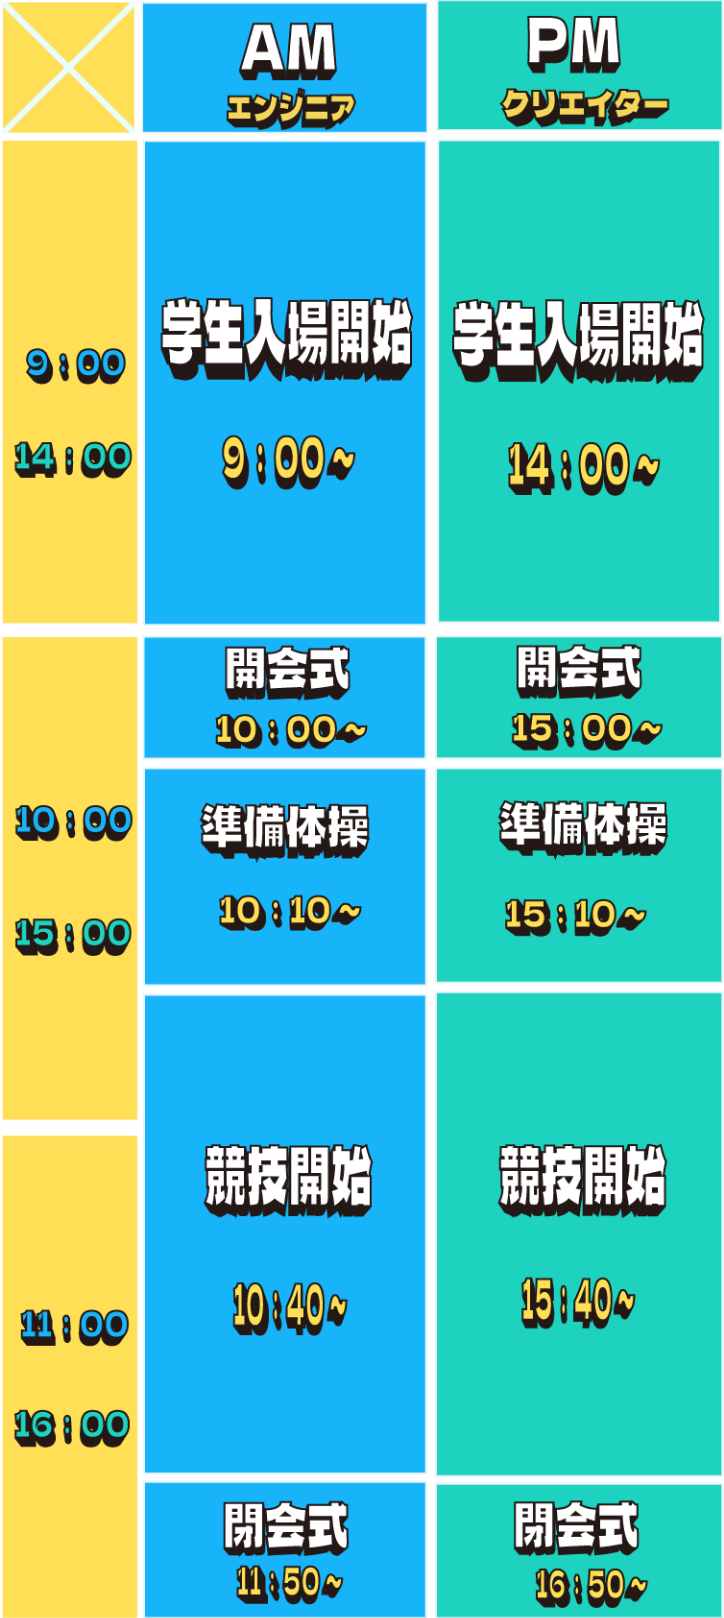 AM
エンジニア
PM
クリエイター
9:00
14:00
学生入場開始
9:00~
学生入場開始
14:00~
10:00
15:00
開会式
10:00~
開会式
15:00~
準備体操
10:10~
準備体操
15:10~
11:00
16:00
競技開始
10:40~
競技開始
15:40~
閉会式
11:50~
閉会式
16:50~